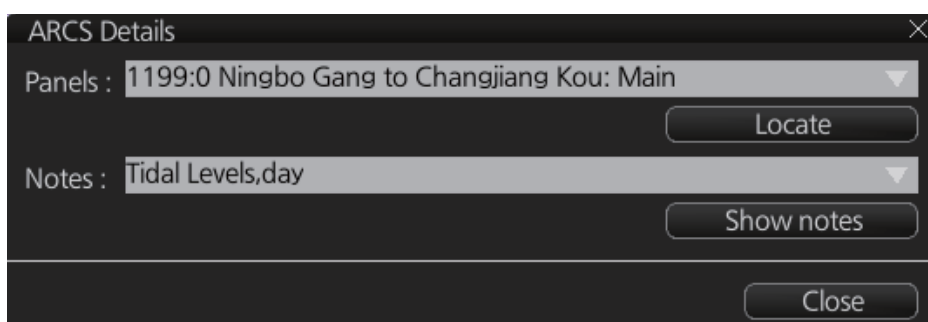 ARCS Details
Panels : 1199:0 Ningbo Gang to Changjiang Kou: Main
Locate
Notes : Tidal Levels,day
Show notes
Close